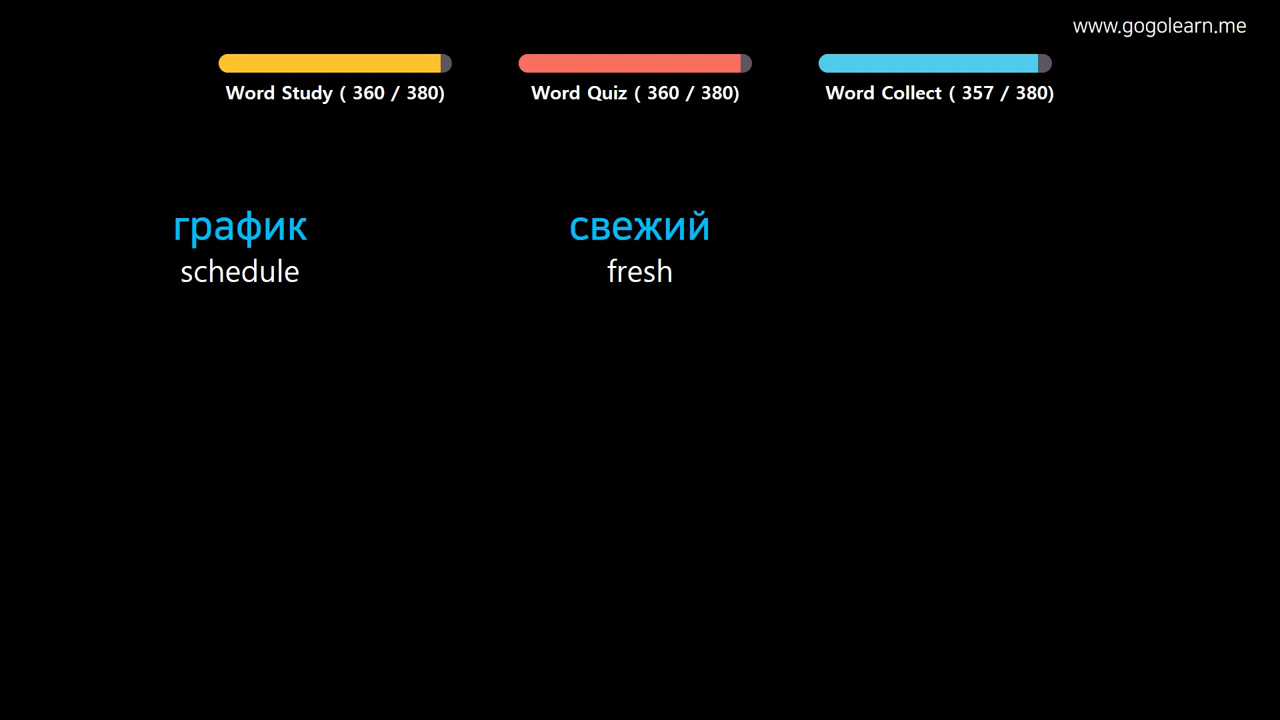 www.gogolearn.me
Word Study ( 360 / 380)
Word Quiz ( 360 / 380)
Word Collect ( 357 / 380)
график
schedule
свежий
fresh